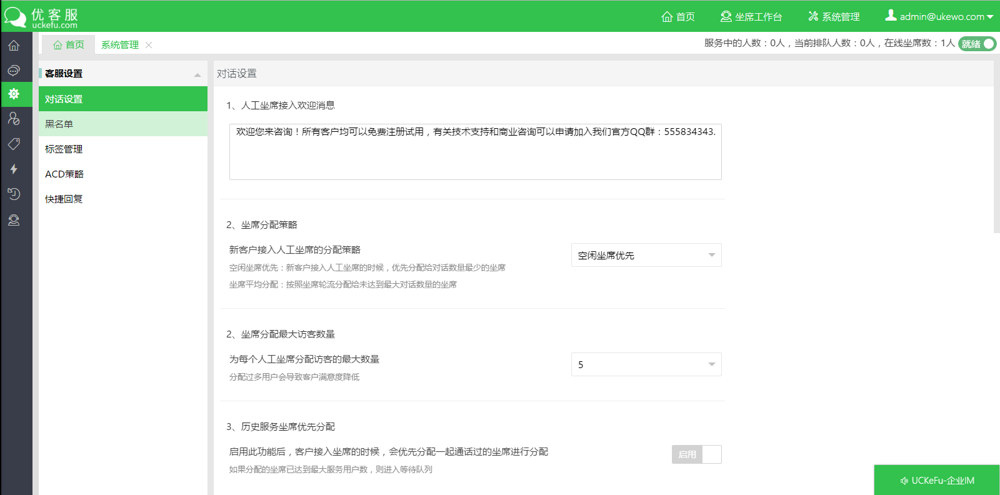 优客服
uckefu.com
首页
坐席工作台
系统管理
admin@ukewo.com
首页
系统管理
服务中的人数：0人，当前排队人数：0人，在线坐席数：1人
就绪
客服设置
对话设置
黑名单
标签管理
ACD策略
快捷回复
对话设置
1、人工坐席接入欢迎消息
欢迎您来咨询！所有客户均可以免费注册试用，有关技术支持和商业咨询可以申请加入我们官方QQ群：555834343.
2、坐席分配策略
新客户接入人工坐席的分配策略
空闲坐席优先：新客户接入人工坐席的时候，优先分配给对话数量最少的坐席
坐席平均分配：按照坐席轮流分配给未达到最大对话数量的坐席
空闲坐席优先
2、坐席分配最大访客数量
为每个人工坐席分配访客的最大数量
分配过多用户会导致客户满意度降低
5
3、历史服务坐席优先分配
启用此功能后，客户接入坐席的时候，会优先分配一起通话过的坐席进行分配
如果分配的坐席已达到最大服务用户数，则进入等待队列
启用
UCKeFu-企业IM